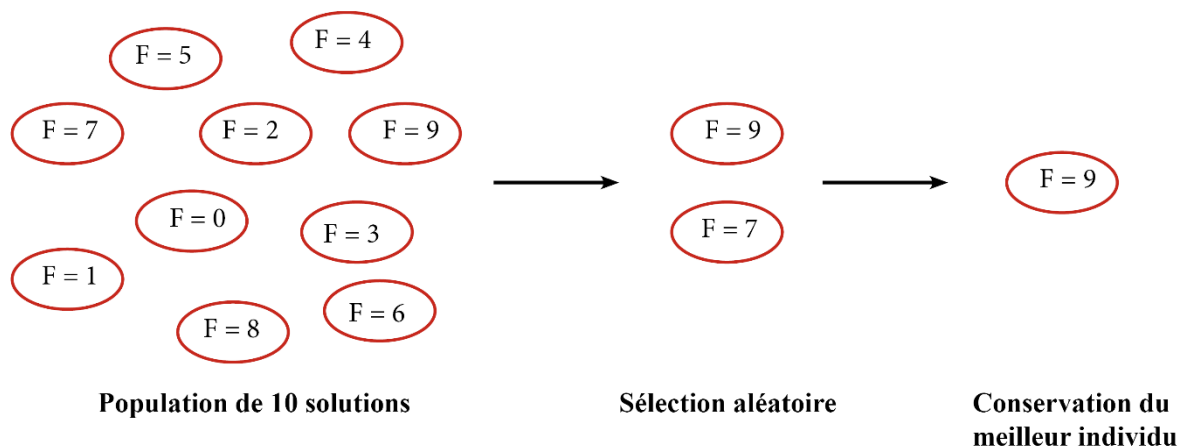 F = 5
F = 4
F = 7
F = 2
F = 9
F = 0
F = 3
F = 1
F = 8
F = 6
F = 9
F = 7
F = 9
Population de 10 solutions
Sélection aléatoire
Conservation du
meilleur individu